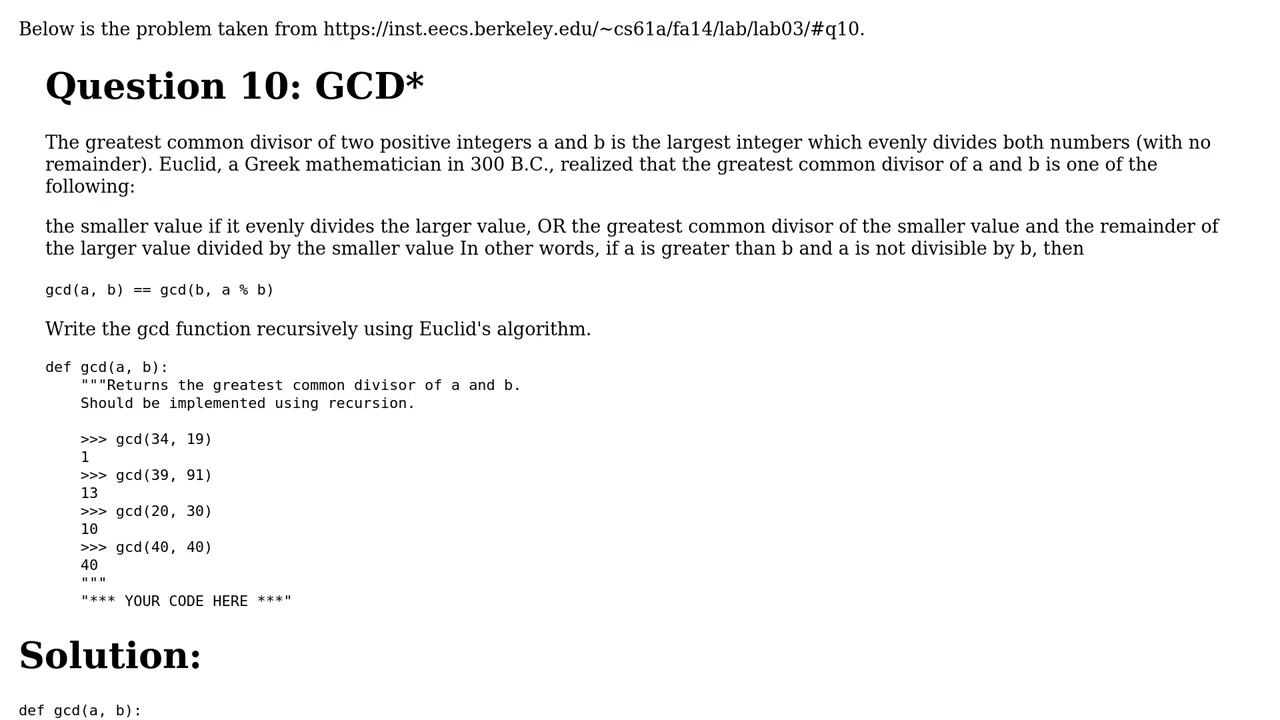 Below is the problem taken from https://inst.eecs.berkeley.edu/~cs61a/fa14/lab/lab03/#q10.
Question 10: GCD*
The greatest common divisor of two positive integers a and b is the largest integer which evenly divides both numbers (with no
remainder). Euclid, a Greek mathematician in 300 B.C., realized that the greatest common divisor of a and b is one of the
following:
the smaller value if it evenly divides the larger value, OR the greatest common divisor of the smaller value and the remainder of
the larger value divided by the smaller value In other words, if a is greater than b and a is not divisible by b, then
gcd(a, b) == gcd(b, a % b)
Write the gcd function recursively using Euclid's algorithm.
def gcd(a, b):
    """Returns the greatest common divisor of a and b.
    Should be implemented using recursion.
    >>> gcd(34, 19)
    1
    >>> gcd(39, 91)
    13
    >>> gcd(20, 30)
    10
    >>> gcd(40, 40)
    40
    """
    "*** YOUR CODE HERE ***"
Solution:
def gcd(a, b):